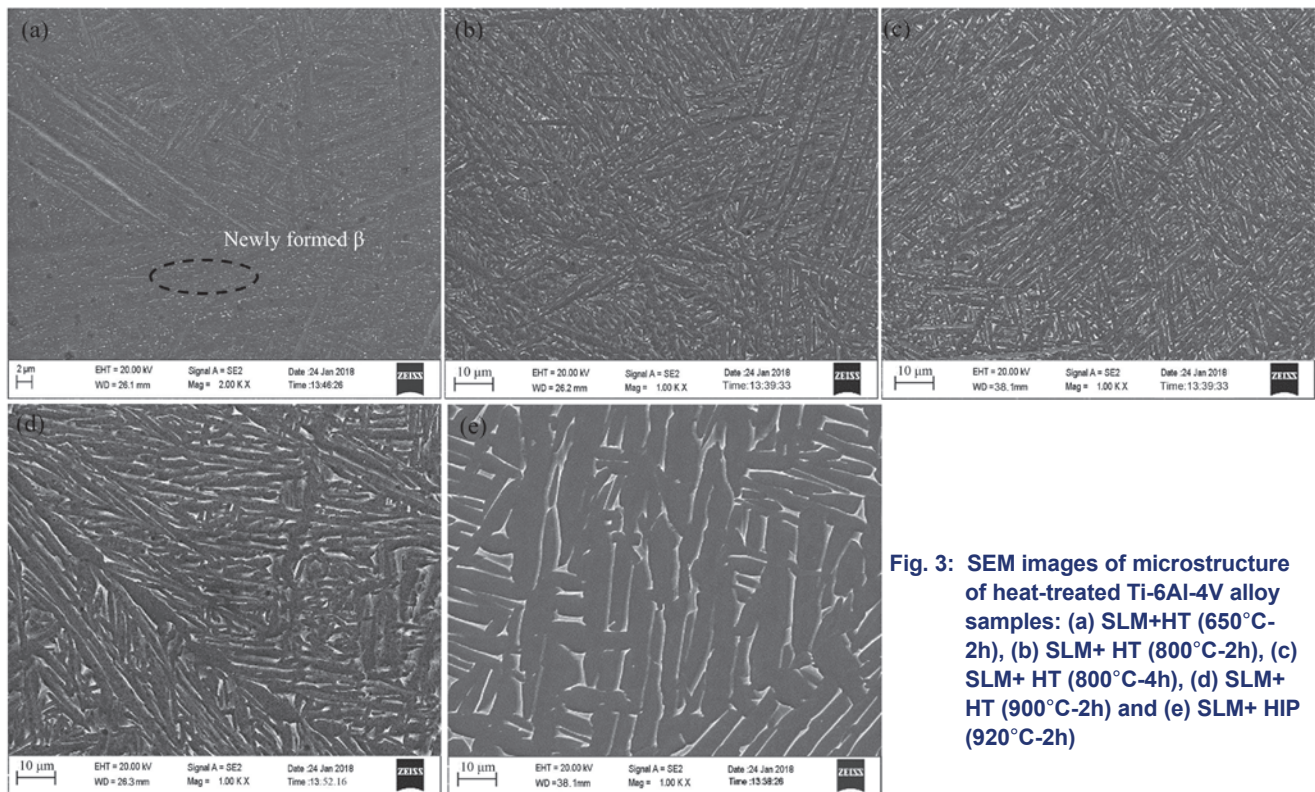 (a)
Newly formed β
2 μm
EHT = 20.00 kV
WD = 26.1 mm
Signal A = SE2
Mag = 2.00 K X
Date :24 Jan 2018
Time :13:46:26
ZEISS
(b)
10 μm
EHT = 20.00 kV
WD = 26.2 mm
Signal A = SE2
Mag = 1.00 K X
Date :24 Jan 2018
Time:13:39:33
ZEISS
(c)
10 μm
EHT = 20.00 kV
WD =38.1mm
Signal A = SE2
Mag = 1.00 K X
Date :24 Jan 2018
Time:13:39:33
ZEISS
(d)
10 μm
EHT = 20.00 kV
WD = 26.3 mm
Signal A = SE2
Mag = 1.00 K X
Date :24 Jan 2018
Time :13:52.16
ZEISS
(e)
10 μm
EHT = 20.00 kV
WD =38.1mm
Signal A = SE2
Mag = 1.00 K X
Date :24 Jan 2018
Time:13:58:26
ZEISS
Fig. 3: SEM images of microstructure
of heat-treated Ti-6Al-4V alloy
samples: (a) SLM+HT (650°C-
2h), (b) SLM+ HT (800°C-2h), (c)
SLM+ HT (800°C-4h), (d) SLM+
HT (900°C-2h) and (e) SLM+ HIP
(920°C-2h)